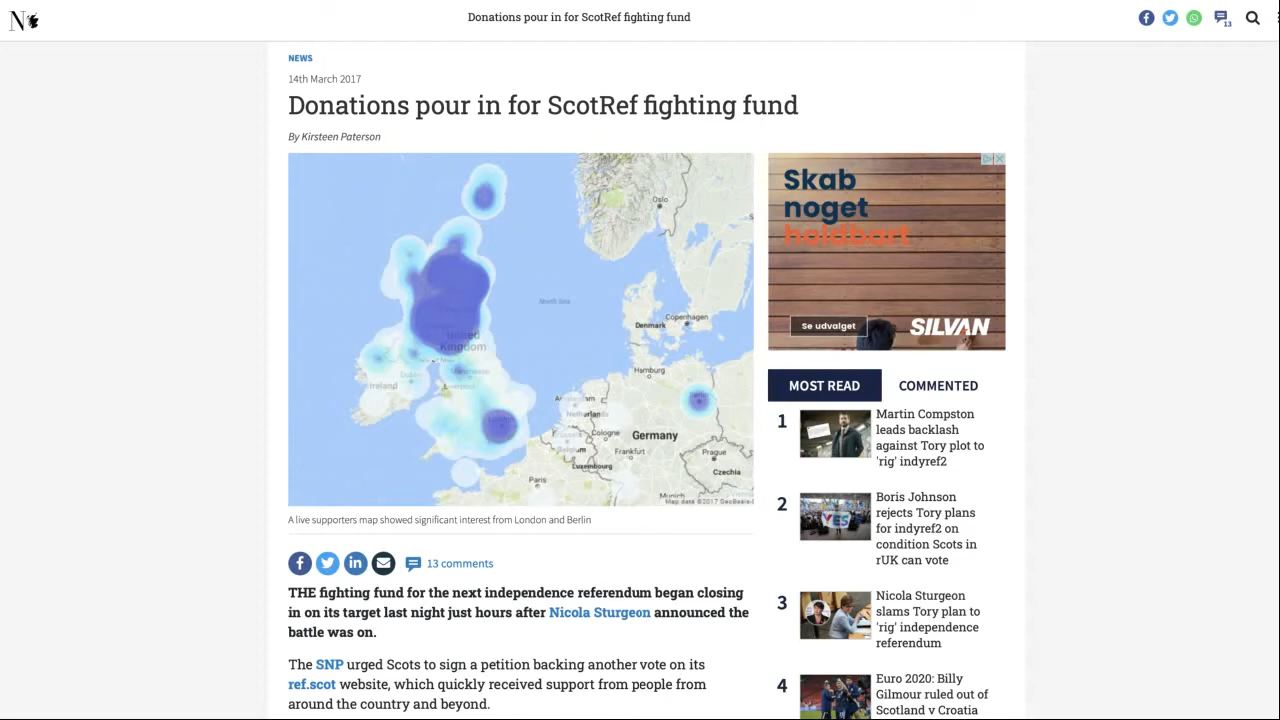 N
Donations pour in for ScotRef fighting fund
13
NEWS
14th March 2017
Donations pour in for ScotRef fighting fund
By Kirsteen Paterson
Oslo
North Sea
Denmark
Copenhagen
United
Kingdom
Hamburg
Ireland
Netherlands
Cologne
Germany
Belgium
Frankfurt
Prague
Luxembourg
Czechia
Paris
Munich
Map data ©2017 GeoBasis-
A live supporters map showed significant interest from London and Berlin
13 comments
THE fighting fund for the next independence referendum began closing
in on its target last night just hours after Nicola Sturgeon announced the
battle was on.
The SNP urged Scots to sign a petition backing another vote on its
ref.scot website, which quickly received support from people from
around the country and beyond.
Skab
noget
holdbart
Se udvalget
SILVAN
MOST READ
COMMENTED
1
Martin Compston
leads backlash
against Tory plot to
'rig' indyref2
2
YES
Boris Johnson
rejects Tory plans
for indyref2 on
condition Scots in
rUK can vote
3
Nicola Sturgeon
slams Tory plan to
'rig' independence
referendum
4
Euro 2020: Billy
Gilmour ruled out of
Scotland v Croatia